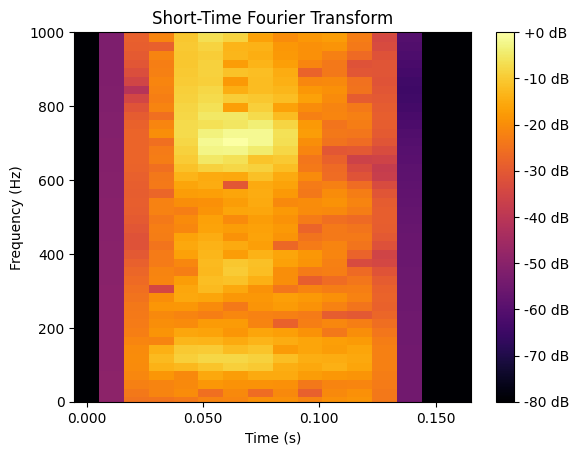 Short-Time Fourier Transform
1000
800
600
400
200
0
Frequency (Hz)
0.000
0.050
0.100
0.150
Time (s)
+0 dB
-10 dB
-20 dB
-30 dB
-40 dB
-50 dB
-60 dB
-70 dB
-80 dB